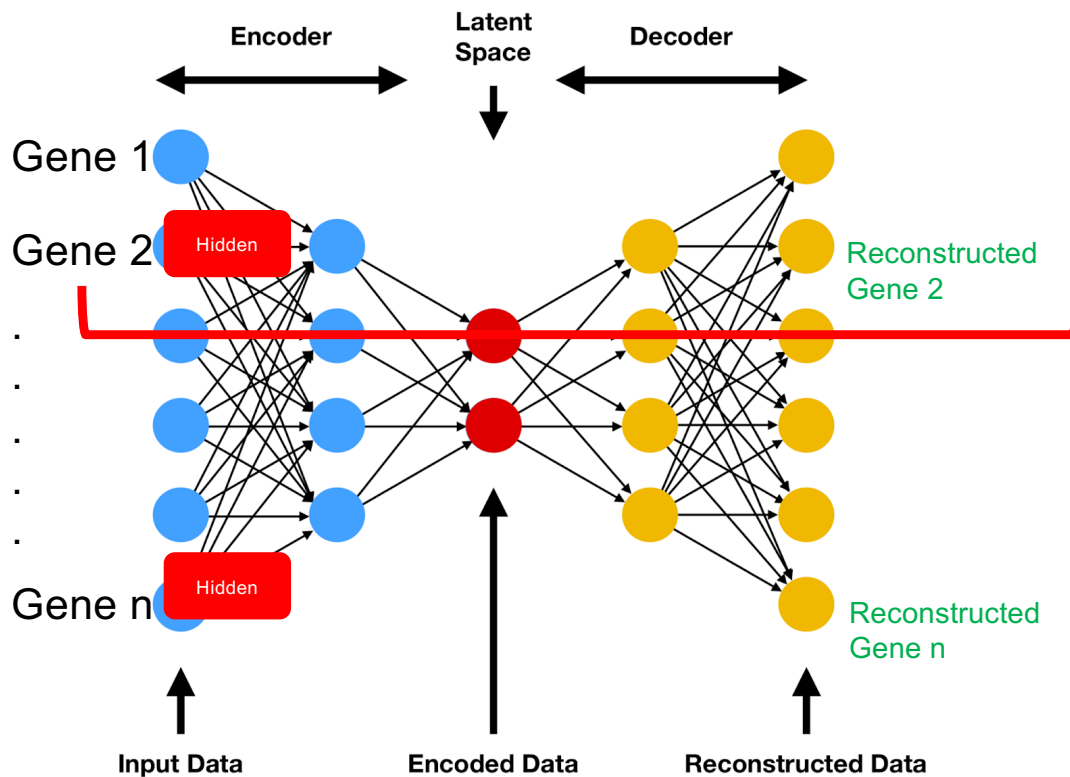 Encoder
Latent
Space
Decoder
Gene 1
Gene 2
Hidden
Reconstructed
Gene 2
.
.
.
.
.
Gene n
Hidden
Reconstructed
Gene n
Input Data
Encoded Data
Reconstructed Data